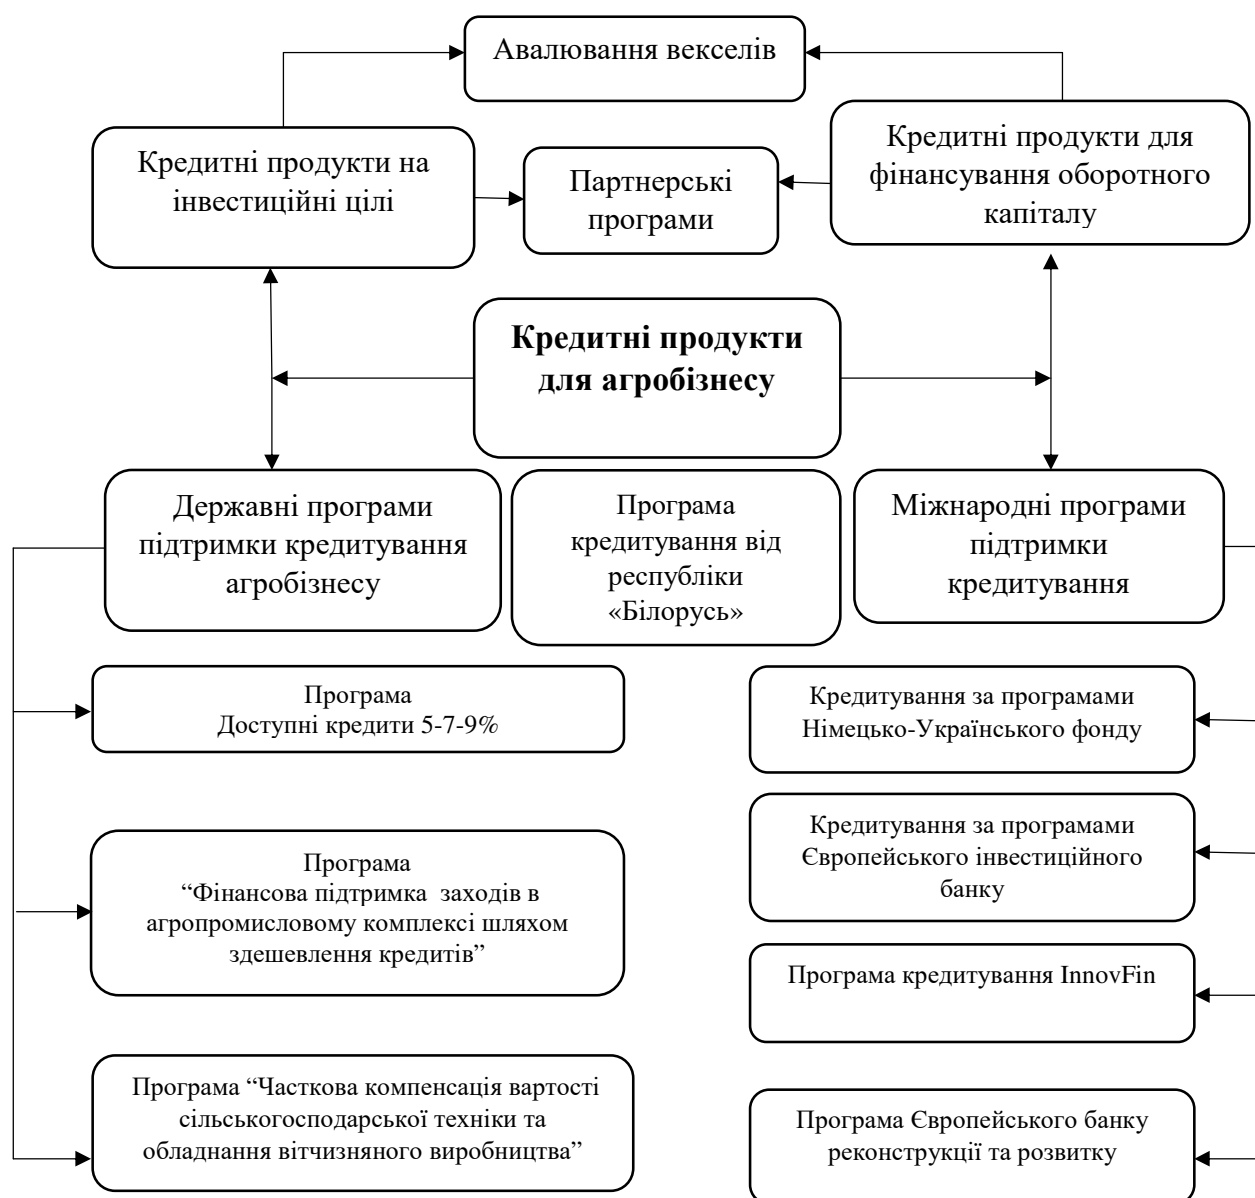 Авалювання векселів
Кредитні продукти на
інвестиційні цілі
Партнерські
програми
Кредитні продукти для
фінансування оборотного
капіталу
Кредитні продукти
для агробізнесу
Державні програми
підтримки кредитування
агробізнесу
Програма
кредитування від
республіки
«Білорусь»
Міжнародні програми
підтримки
кредитування
Програма
Доступні кредити 5-7-9%
Програма
“Фінансова підтримка заходів в
агропромисловому комплексі шляхом
здешевлення кредитів”
Програма “Часткова компенсація вартості
сільськогосподарської техніки та
обладнання вітчизняного виробництва”
Кредитування за програмами
Німецько-Українського фонду
Кредитування за програмами
Європейського інвестиційного
банку
Програма кредитування InnovFin
Програма Європейського банку
реконструкції та розвитку